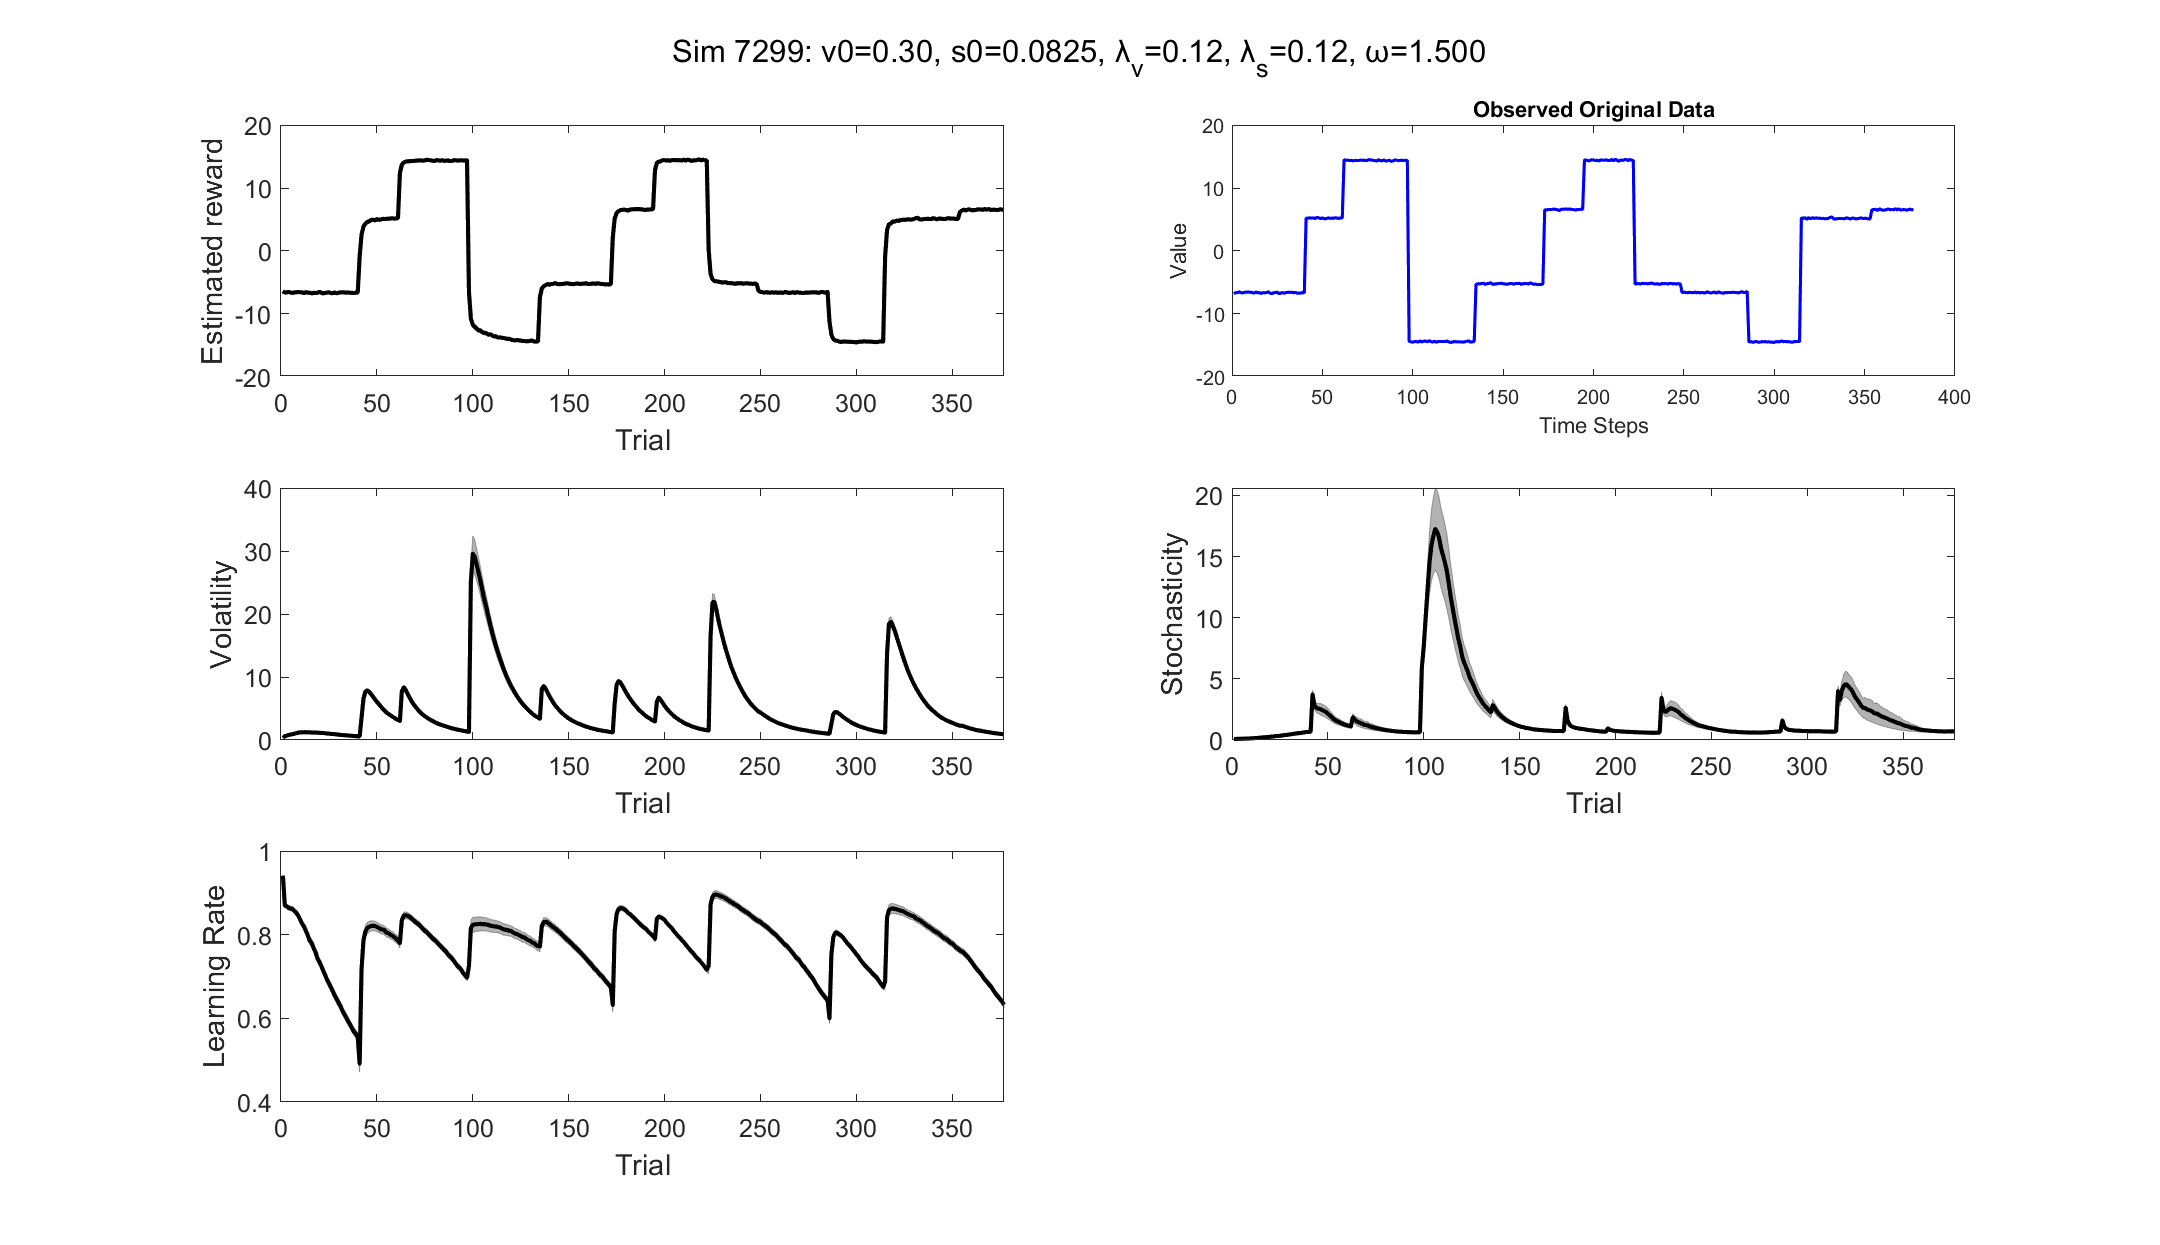 Sim 7299: v0=0.30, s0=0.0825, λ_v=0.12, λ_s=0.12, ω=1.500
Estimated reward
20
10
0
-10
-20
0 50 100 150 200 250 300 350
Trial
Observed Original Data
Value
20
10
0
-10
-20
0 50 100 150 200 250 300 350 400
Time Steps
Volatility
40
30
20
10
0
0 50 100 150 200 250 300 350
Trial
Stochasticity
20
15
10
5
0
0 50 100 150 200 250 300 350
Trial
Learning Rate
1
0.8
0.6
0.4
0 50 100 150 200 250 300 350
Trial